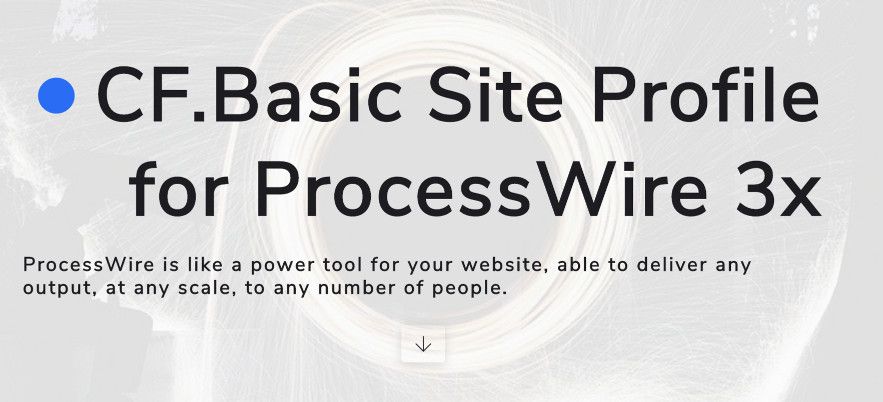 CF.Basic Site Profile
for ProcessWire 3x
ProcessWire is like a power tool for your website, able to deliver any
output, at any scale, to any number of people.